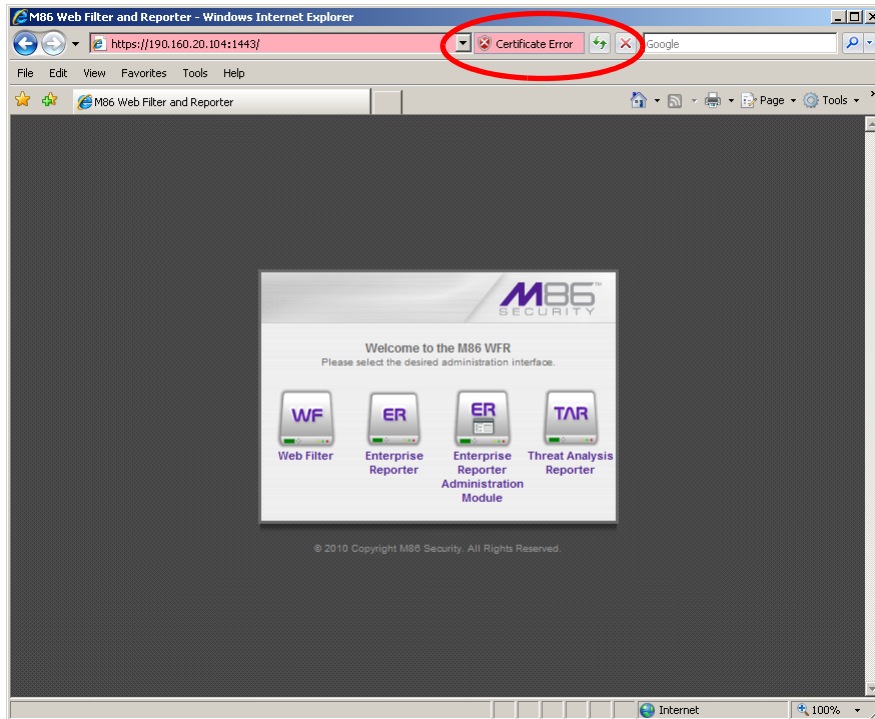 M86 Web Filter and Reporter - Windows Internet Explorer
https://190.160.20.104:1443/
Certificate Error
Google
File Edit View Favorites Tools Help
M86 Web Filter and Reporter
Page Tools
M86™
SECURITY
Welcome to the M86 WFR
Please select the desired administration interface.
WF
ER
ER
TAR
Web Filter
Enterprise Reporter
Enterprise Reporter Administration Module
Threat Analysis Reporter
© 2010 Copyright M86 Security. All Rights Reserved.
Internet
100%